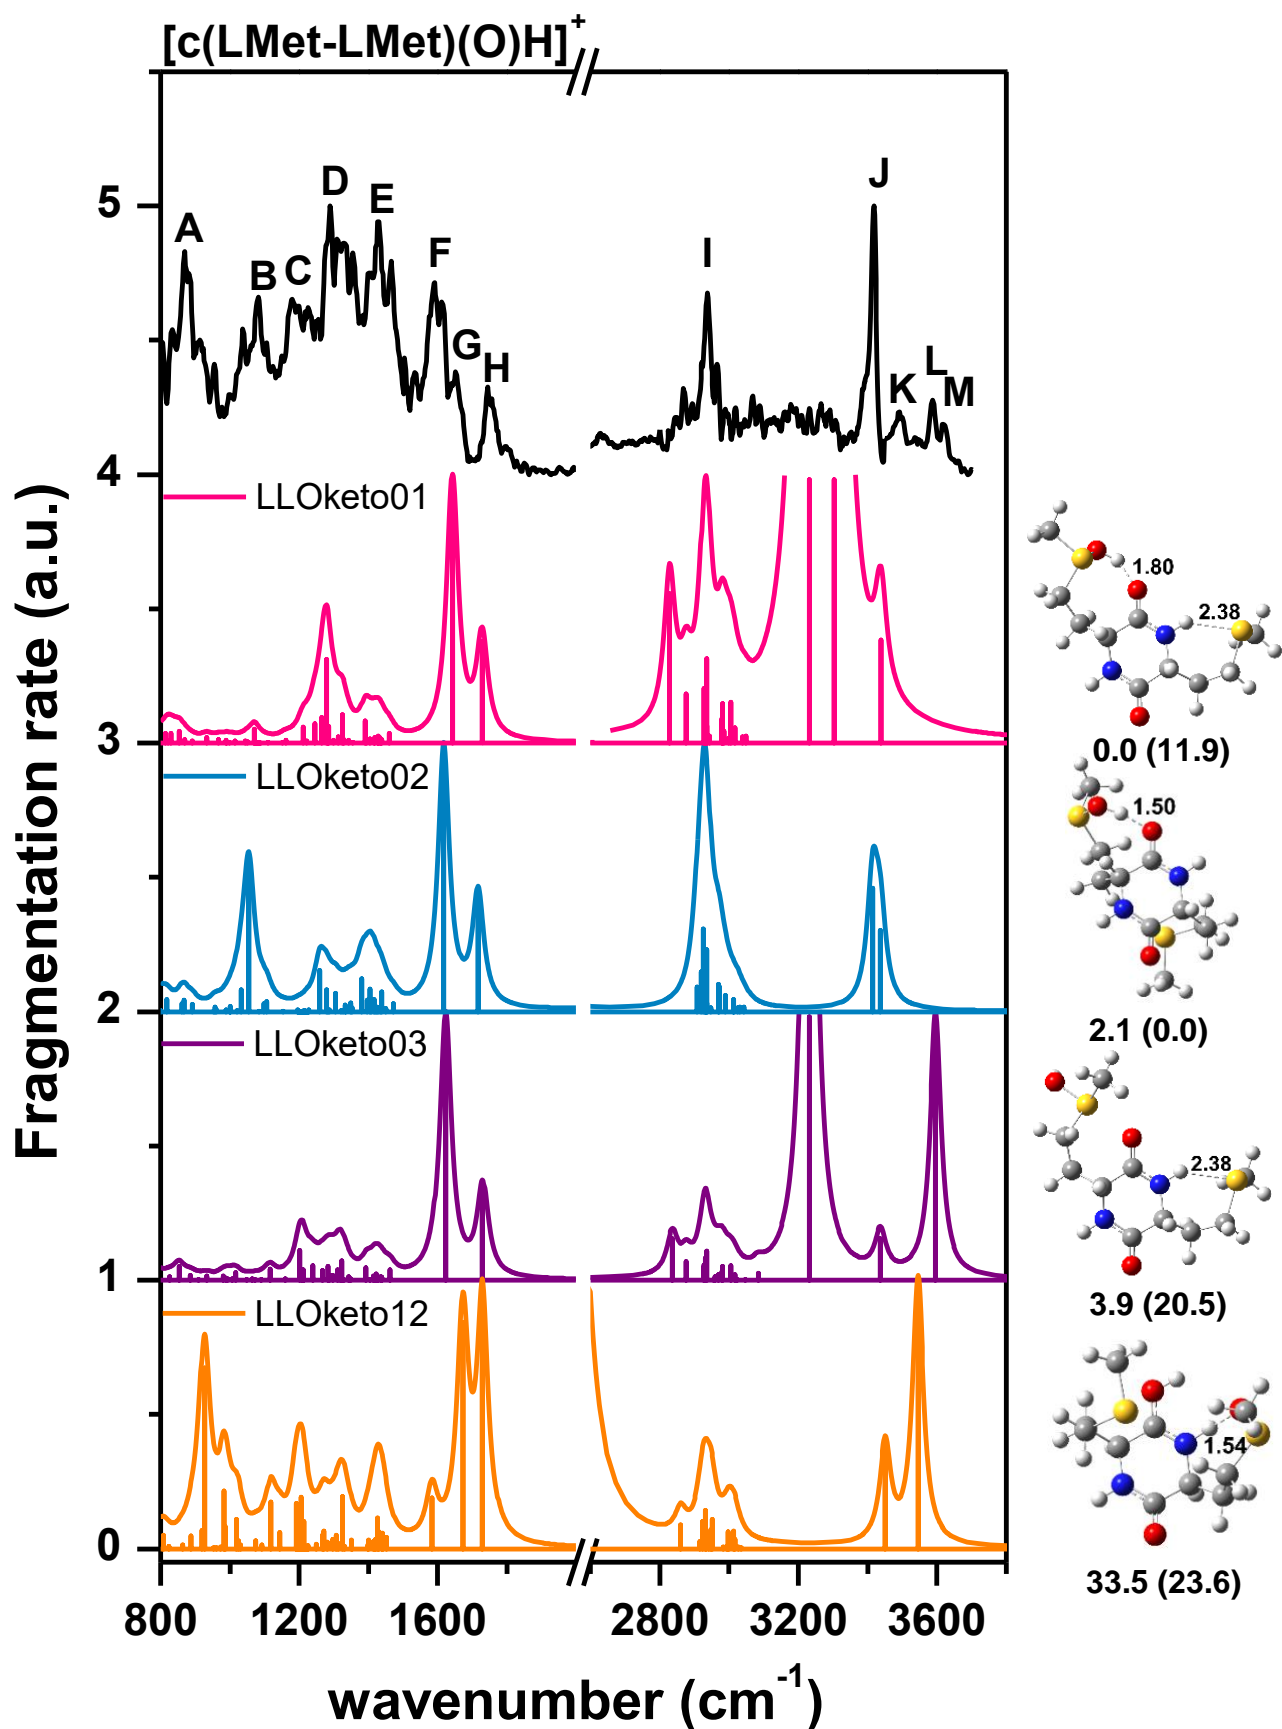 [c(LMet-LMet)(O)H]⁺
5
4
3
2
1
0
Fragmentation rate (a.u.)
A
B
C
D
E
F
G
H
I
J
K
L
M
LLOketo01
LLOketo02
LLOketo03
LLOketo12
1.80
2.38
0.0 (11.9)
1.50
2.1 (0.0)
2.38
3.9 (20.5)
1.54
33.5 (23.6)
800 1200 1600 2800 3200 3600
wavenumber (cm⁻¹)